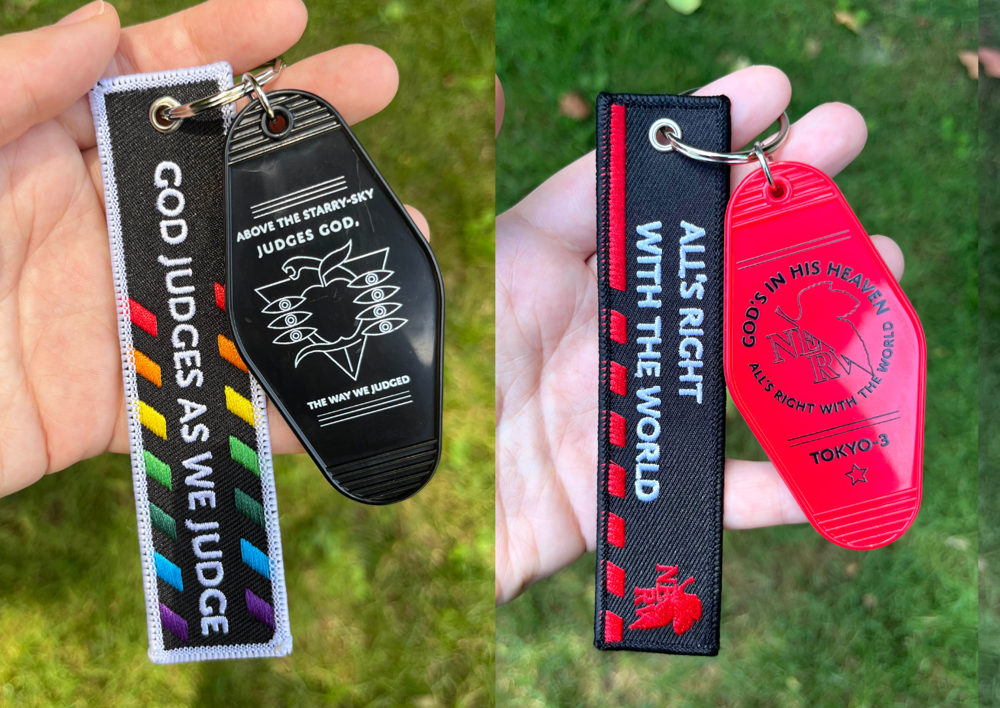 GOD JUDGES AS WE JUDGE
ABOVE THE STARRY-SKY
JUDGES GOD,
THE WAY WE JUDGED
ALL'S RIGHT
WITH THE WORLD
NERV
GOD'S IN HIS HEAVEN
NERV
ALL'S RIGHT WITH THE WORLD
TOKYO-3